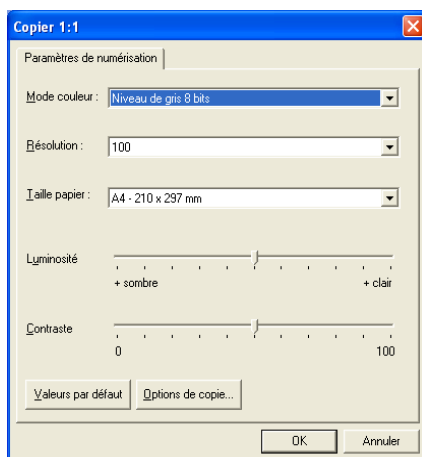 Copier 1:1
Paramètres de numérisation
Mode couleur : Niveau de gris 8 bits
Résolution : 100
Taille papier : A4 - 210 x 297 mm
Luminosité
+ sombre + clair
Contraste
0 100
Valeurs par défaut Options de copie...
OK Annuler